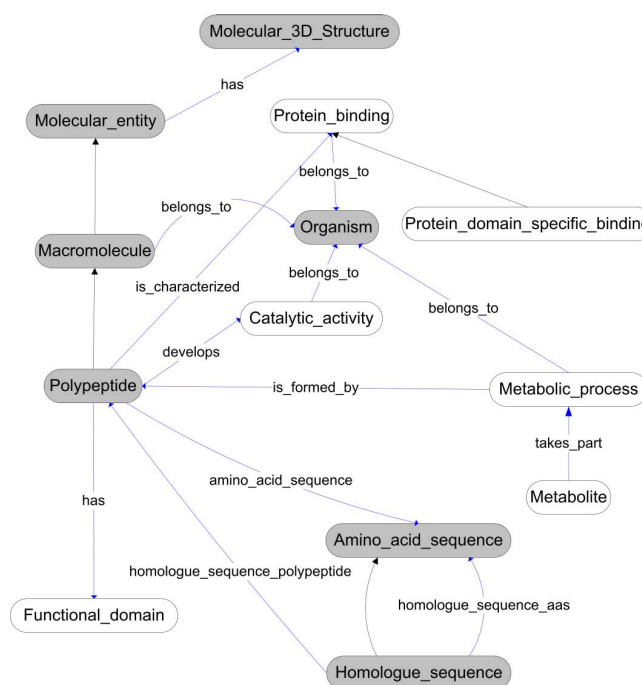 Molecular_3D_Structure
has
Molecular_entity
Protein_binding
belongs_to
belongs_to
Protein_domain_specific_binding
Organism
Macromolecule
belongs_to
is_characterized
belongs_to
Catalytic_activity
develops
Polypeptide
is_formed_by
Metabolic_process
takes_part
amino_acid_sequence
has
Metabolite
Amino_acid_sequence
homologue_sequence_polypeptide
Functional_domain
homologue_sequence_aas
Homologue_sequence